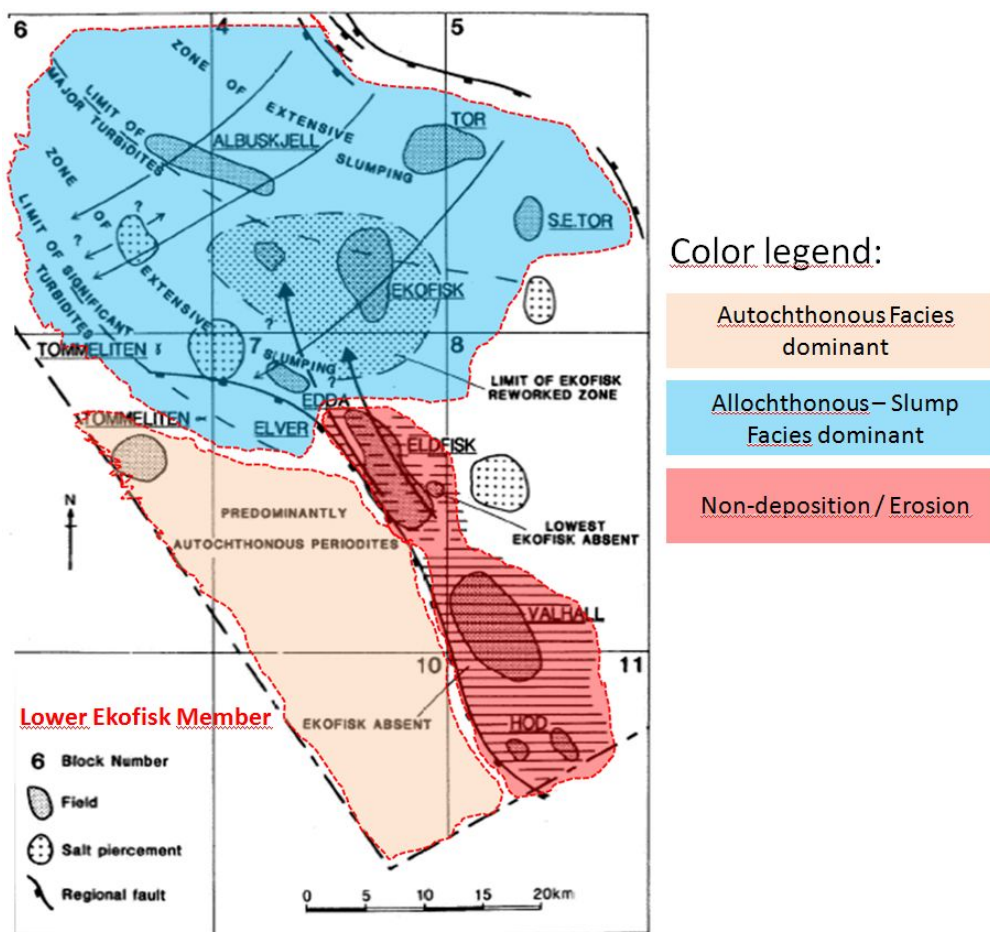 6
4
5
ZONE OF EXTENSIVE SLUMPING
LIMIT OF
MAJOR TURBIDITES
ALBUSKJELL
TOR
ZONE OF EXTENSIVE SLUMPING
?
?
?
S.E.TOR
LIMIT OF SIGNIFICANT
TURBIDITES
EKOFISK
?
TOMMELITEN γ
7
8
?
LIMIT OF EKOFISK
REWORKED ZONE
EDDA
TOMMELITEN
ELVER
ELDFISK
N
PREDOMINANTLY
AUTOCHTHONOUS PERIODITES
LOWEST
EKOFISK ABSENT
VALHALL
10
11
EKOFISK ABSENT
HOD
Lower Ekofisk Member
6 Block Number
Field
Salt piercement
Regional fault
0 5 10 15 20km
Color legend:
Autochthonous Facies
dominant
Allochthonous – Slump
Facies dominant
Non-deposition / Erosion